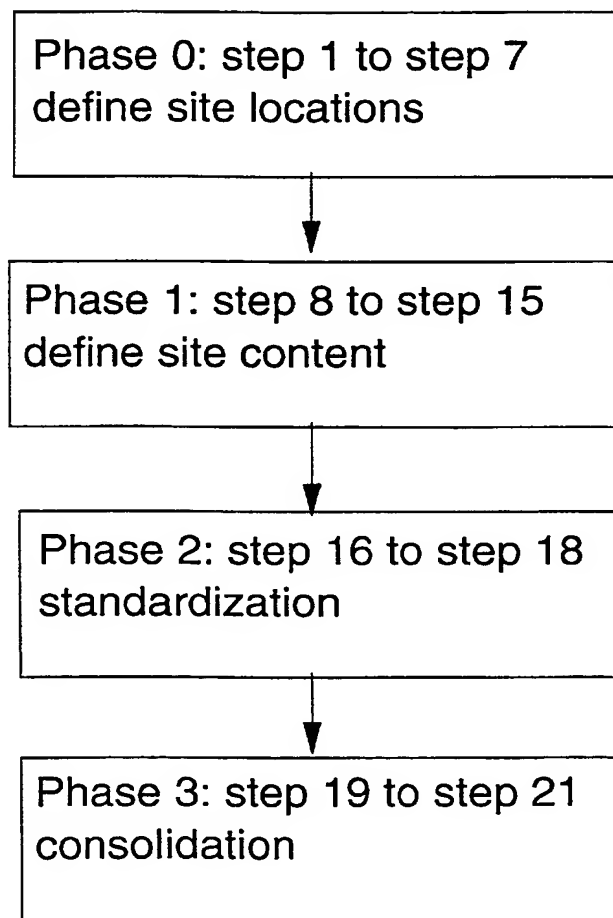 Phase 0: step 1 to step 7
define site locations
Phase 1: step 8 to step 15
define site content
Phase 2: step 16 to step 18
standardization
Phase 3: step 19 to step 21
consolidation